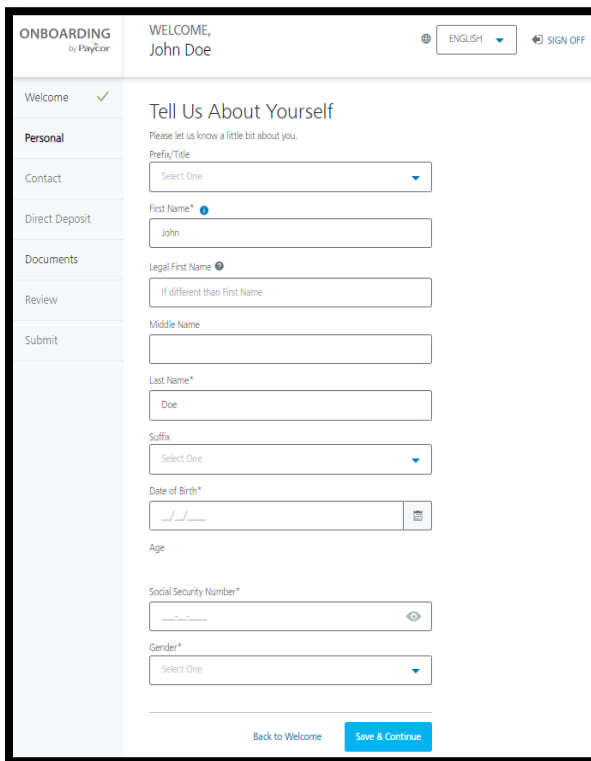 ONBOARDING
by Paycor
WELCOME,
John Doe
ENGLISH
SIGN OFF
Welcome
Personal
Contact
Direct Deposit
Documents
Review
Submit
Tell Us About Yourself
Please let us know a little bit about you.
Prefix/Title
Select One
First Name*
John
Legal First Name
If different than First Name
Middle Name
Last Name*
Doe
Suffix
Select One
Date of Birth*
__/__/____
Age
Social Security Number*
___-__-____
Gender*
Select One
Back to Welcome
Save & Continue